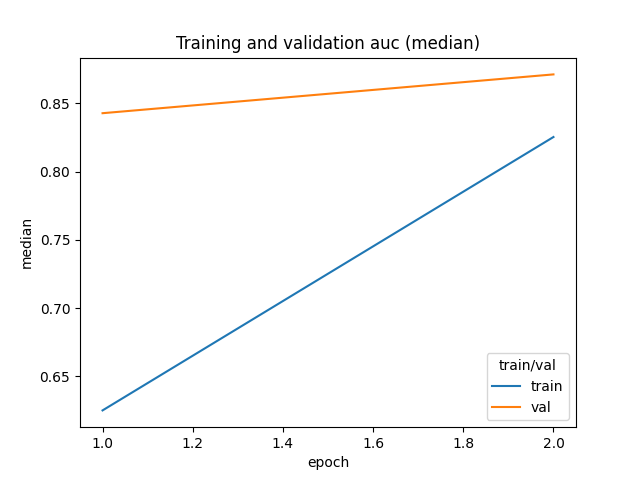 Training and validation auc (median)
median
0.85
0.80
0.75
0.70
0.65
1.0 1.2 1.4 1.6 1.8 2.0
epoch
train/val
train
val